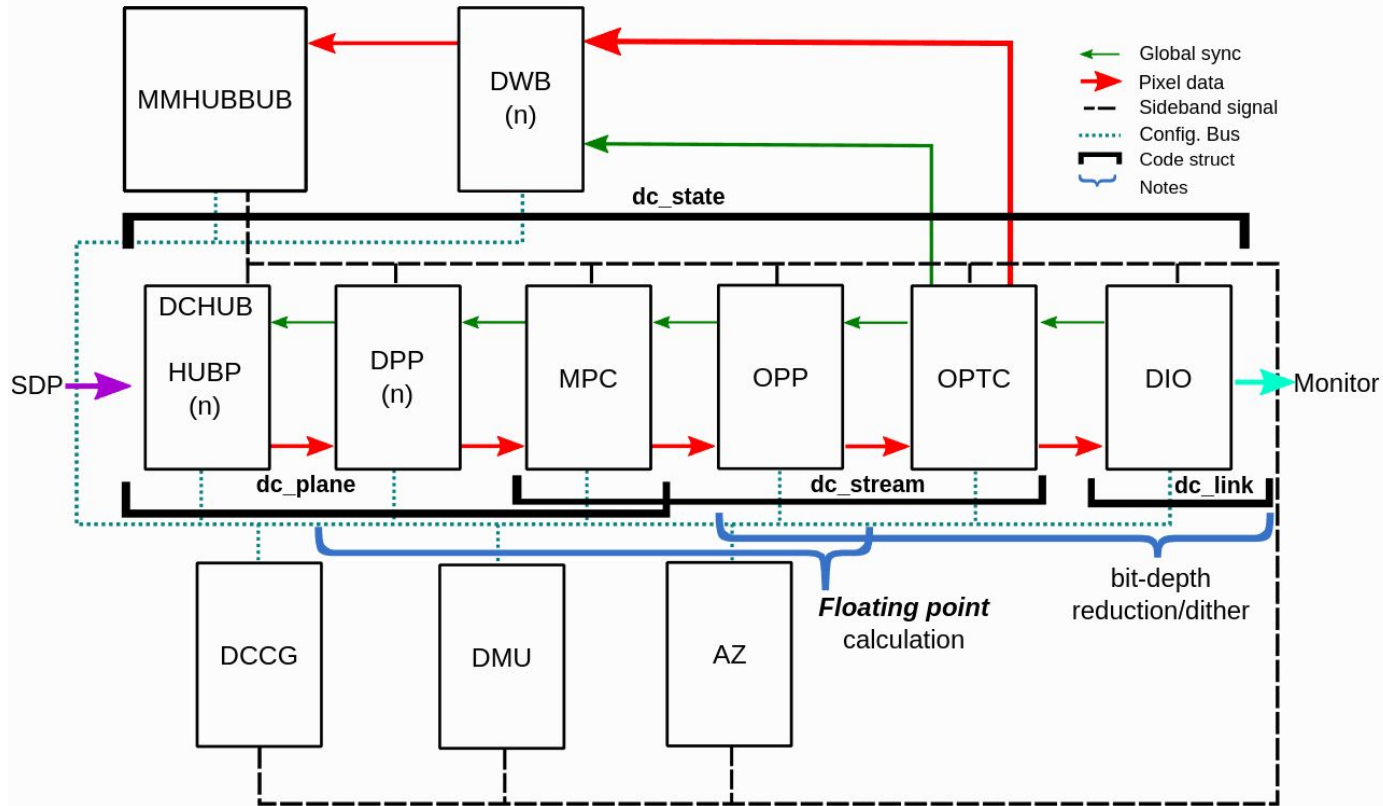 MMHUBBUB
DWB
(n)
Global sync
Pixel data
Sideband signal
Config. Bus
Code struct
Notes
dc_state
SDP
DCHUB
HUBP
(n)
DPP
(n)
MPC
OPP
OPTC
DIO
Monitor
dc_plane
dc_stream
dc_link
DCCG
DMU
AZ
Floating point
calculation
bit-depth
reduction/dither